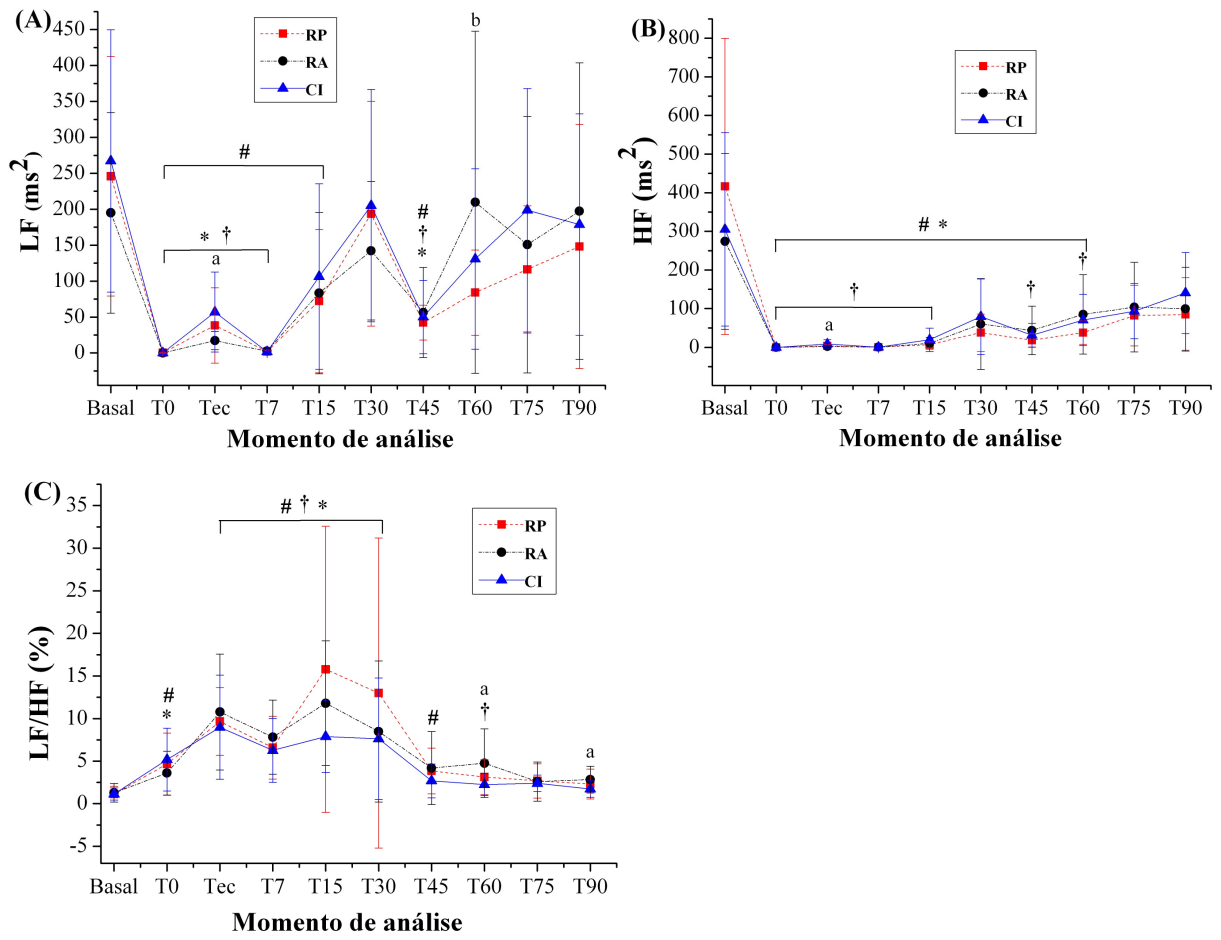 (A)
LF (ms²)
450
400
350
300
250
200
150
100
50
0
RP
RA
CI
#
* †
a
#
†
*
b
Basal T0 Tec T7 T15 T30 T45 T60 T75 T90
Momento de análise
(B)
HF (ms²)
800
700
600
500
400
300
200
100
0
RP
RA
CI
# *
†
a
†
†
Basal T0 Tec T7 T15 T30 T45 T60 T75 T90
Momento de análise
(C)
LF/HF (%)
35
30
25
20
15
10
5
0
-5
RP
RA
CI
# † *
#
*
#
a
†
a
Basal T0 Tec T7 T15 T30 T45 T60 T75 T90
Momento de análise